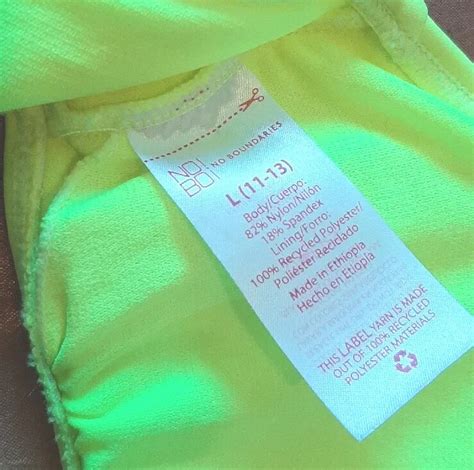 NO!
BO!
NO BOUNDARIES
L (11-13)
Body/Cuerpo:
82% Nylon/Nilón
18% Spandex
Lining/Forro:
100% Recycled Polyester/
Poliéster Reciclado
Made in Ethiopia
Hecho en Etiopía
THIS LABEL YARN IS MADE
OUT OF 100% RECYCLED
POLYESTER MATERIALS